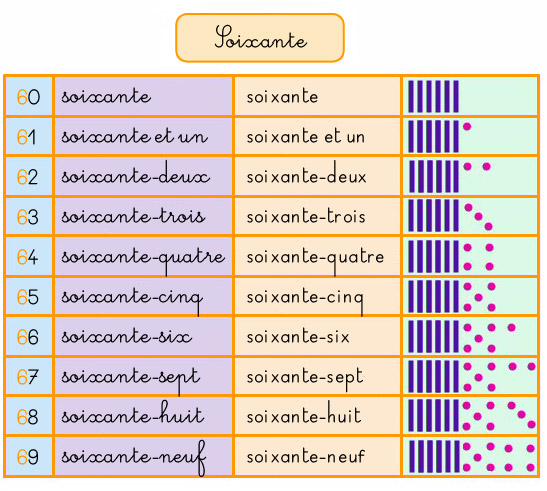 Soixante
60 soixante soixante
61 soixante et un soixante et un
62 soixante-deux soixante-deux
63 soixante-trois soixante-trois
64 soixante-quatre soixante-quatre
65 soixante-cinq soixante-cinq
66 soixante-six soixante-six
67 soixante-sept soixante-sept
68 soixante-huit soixante-huit
69 soixante-neuf soixante-neuf